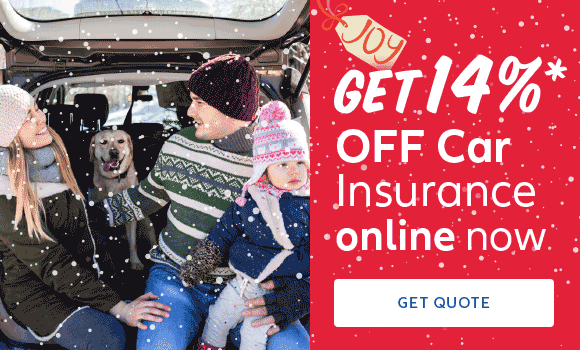 JOY
GET 14%*
OFF Car
Insurance
online now
GET QUOTE